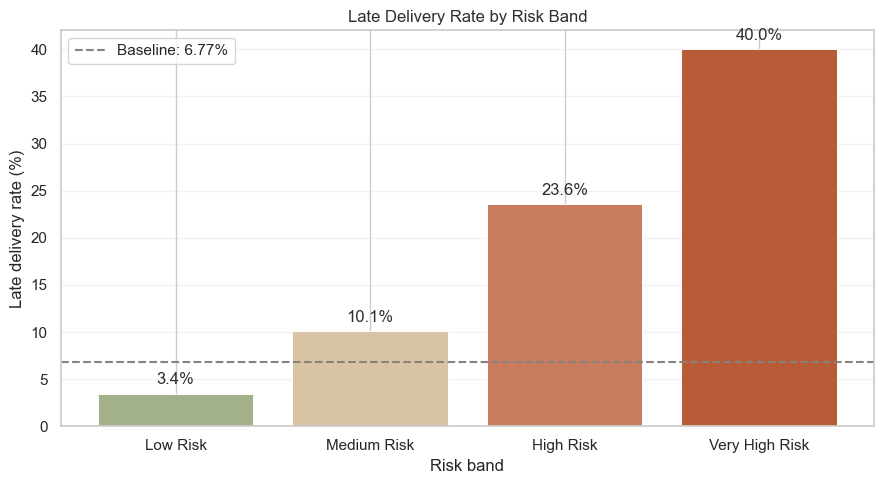 Late Delivery Rate by Risk Band
Baseline: 6.77%
Late delivery rate (%)
40
35
30
25
20
15
10
5
0
3.4%
10.1%
23.6%
40.0%
Low Risk
Medium Risk
High Risk
Very High Risk
Risk band